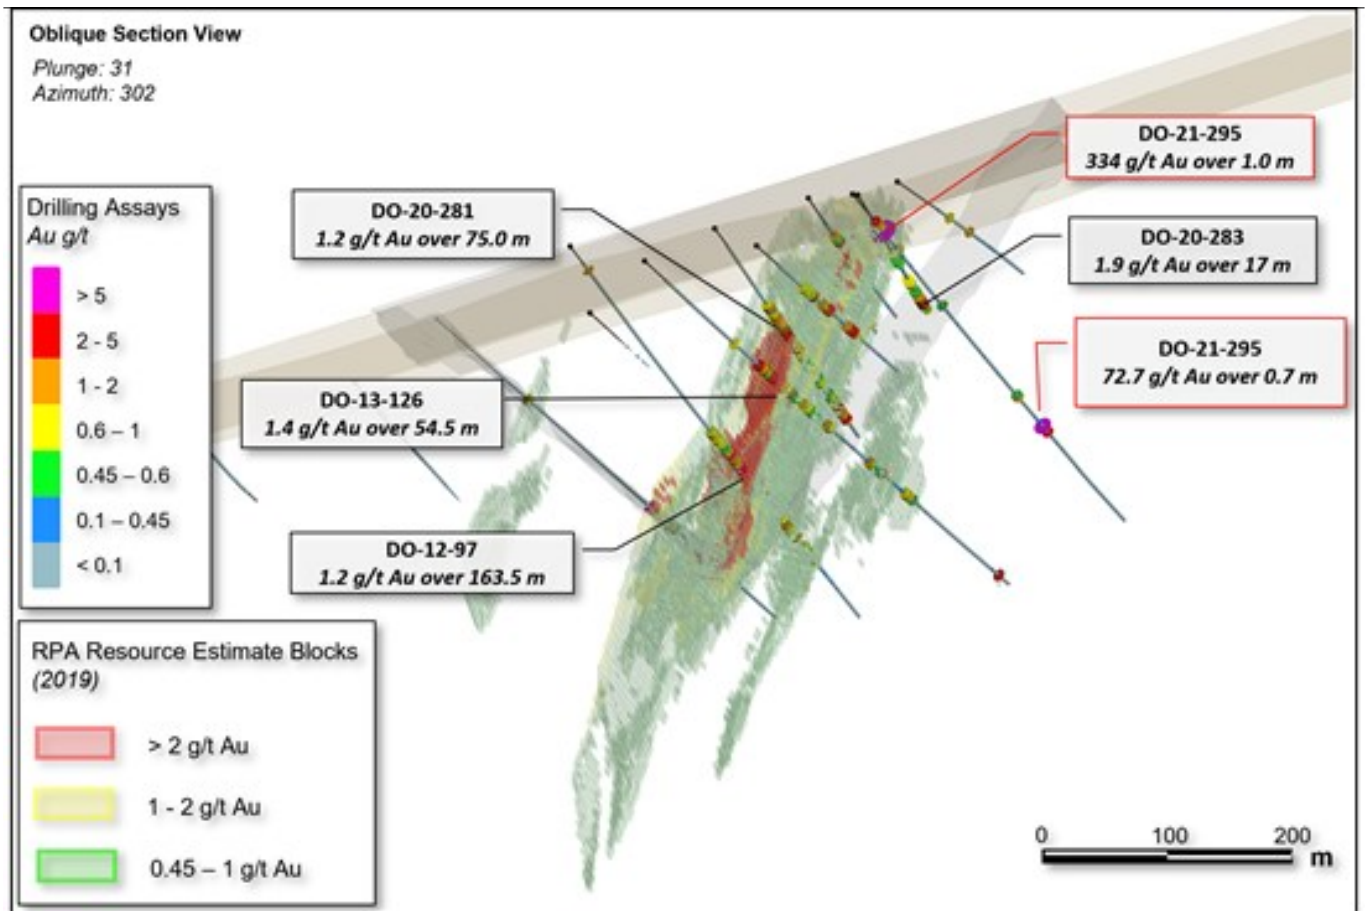 Oblique Section View
Plunge: 31
Azimuth: 302
DO-21-295
334 g/t Au over 1.0 m
DO-20-281
1.2 g/t Au over 75.0 m
DO-20-283
1.9 g/t Au over 17 m
DO-21-295
72.7 g/t Au over 0.7 m
DO-13-126
1.4 g/t Au over 54.5 m
DO-12-97
1.2 g/t Au over 163.5 m
Drilling Assays
Au g/t
> 5
2 - 5
1 - 2
0.6 – 1
0.45 – 0.6
0.1 – 0.45
< 0.1
RPA Resource Estimate Blocks
(2019)
> 2 g/t Au
1 - 2 g/t Au
0.45 – 1 g/t Au
0 100 200
m